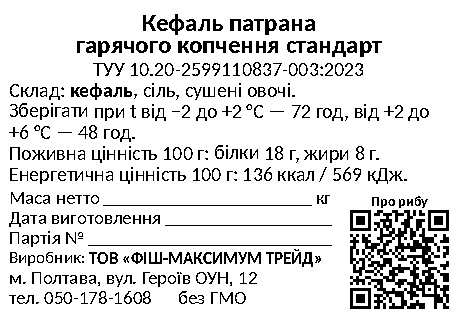 Кефаль патрана
гарячого копчення стандарт
ТУУ 10.20-2599110837-003:2023
Склад: кефаль, сіль, сушені овочі.
Зберігати при t від −2 до +2 °С — 72 год, від +2 до
+6 °С — 48 год.
Поживна цінність 100 г: білки 18 г, жири 8 г.
Енергетична цінність 100 г: 136 ккал / 569 кДж.
Маса нетто ______________________ кг
Про рибу
Дата виготовлення __________________
Партія № __________________________
Виробник: ТОВ «ФІШ-МАКСИМУМ ТРЕЙД»
м. Полтава, вул. Героїв ОУН, 12
тел. 050-178-1608 без ГМО